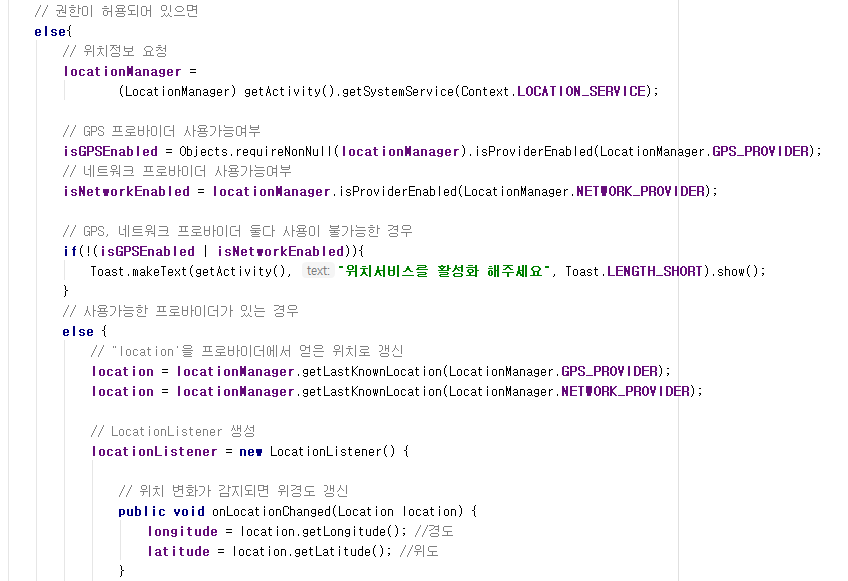 // 권한이 허용되어 있으면
else{
// 위치정보 요청
locationManager =
(LocationManager) getActivity().getSystemService(Context.LOCATION_SERVICE);
// GPS 프로바이더 사용가능여부
isGPSEnabled = Objects.requireNonNull(locationManager).isProviderEnabled(LocationManager.GPS_PROVIDER);
// 네트워크 프로바이더 사용가능여부
isNetworkEnabled = locationManager.isProviderEnabled(LocationManager.NETWORK_PROVIDER);
// GPS, 네트워크 프로바이더 둘다 사용이 불가능한 경우
if(!(isGPSEnabled | isNetworkEnabled)){
Toast.makeText(getActivity(), text: "위치서비스를 활성화 해주세요", Toast.LENGTH_SHORT).show();
}
// 사용가능한 프로바이더가 있는 경우
else {
// "location'을 프로바이더에서 얻은 위치로 갱신
location = locationManager.getLastKnownLocation(LocationManager.GPS_PROVIDER);
location = locationManager.getLastKnownLocation(LocationManager.NETWORK_PROVIDER);
// LocationListener 생성
locationListener = new LocationListener() {
// 위치 변화가 감지되면 위경도 갱신
public void onLocationChanged(Location location) {
longitude = location.getLongitude(); //경도
latitude = location.getLatitude(); //위도
}